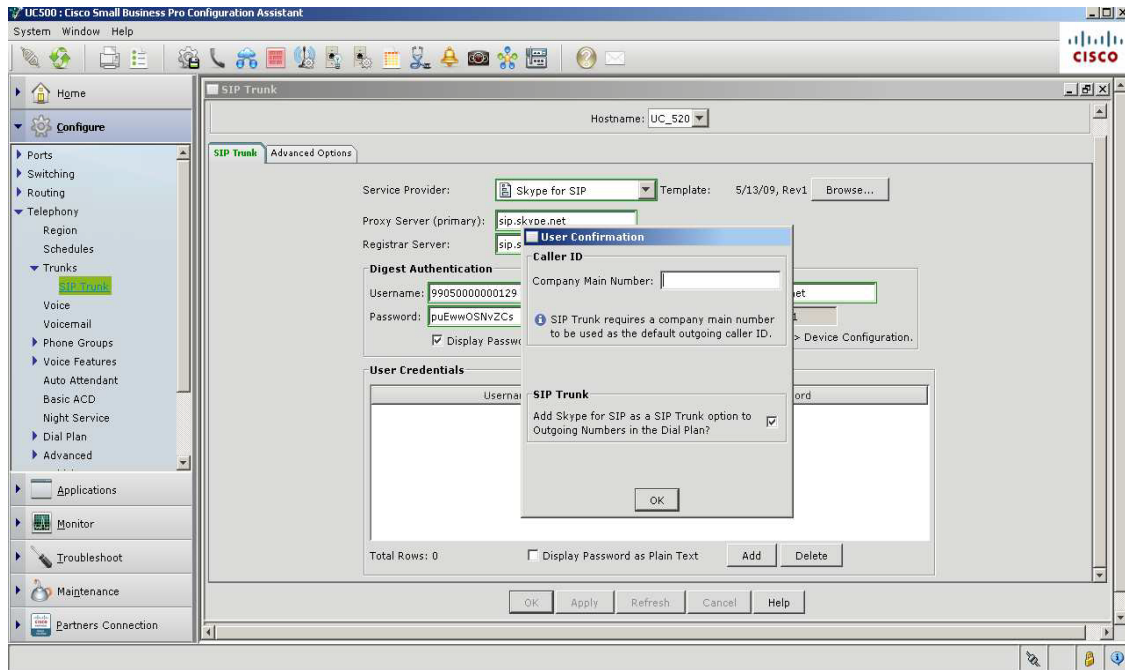 UC500 : Cisco Small Business Pro Configuration Assistant
System Window Help
CISCO
Home
Configure
Ports
Switching
Routing
Telephony
Region
Schedules
Trunks
SIP Trunk
Voice
Voicemail
Phone Groups
Voice Features
Auto Attendant
Basic ACD
Night Service
Dial Plan
Advanced
Applications
Monitor
Troubleshoot
Maintenance
Partners Connection
SIP Trunk
Hostname: UC_520
SIP Trunk Advanced Options
Service Provider: Skype for SIP Template: 5/13/09, Rev1 Browse...
Proxy Server (primary): sip.skype.net
Registrar Server: sip.s
Digest Authentication
Username: 99050000000129 et
Password: puEwwOSNvZCs 1
Display Passw > Device Configuration.
User Credentials
Userna ord
Total Rows: 0 Display Password as Plain Text Add Delete
OK Apply Refresh Cancel Help
User Confirmation
Caller ID
Company Main Number:
SIP Trunk requires a company main number
to be used as the default outgoing caller ID.
SIP Trunk
Add Skype for SIP as a SIP Trunk option to
Outgoing Numbers in the Dial Plan?
OK